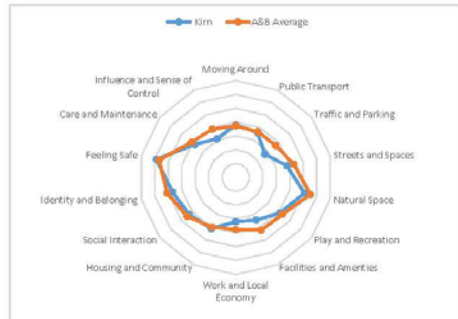 Kirn
A&B Average
Moving Around
Public Transport
Traffic and Parking
Streets and Spaces
Natural Space
Play and Recreation
Facilities and Amenties
Work and Local
Economy
Housing and Community
Social Interaction
Identity and Belonging
Feeling Safe
Care and Maintenance
Influence and Sense of
Control